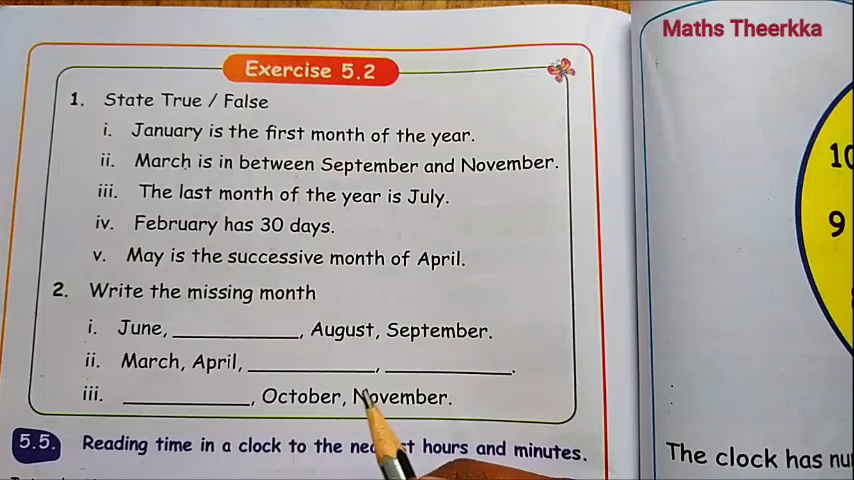 Maths Theerkka
Exercise 5.2
1. State True / False
i. January is the first month of the year.
ii. March is in between September and November.
iii. The last month of the year is July.
iv. February has 30 days.
v. May is the successive month of April.
2. Write the missing month
i. June, ____________, August, September.
ii. March, April, ____________, ____________.
iii. ____________, October, November.
5.5. Reading time in a clock to the nearest hours and minutes.
10
9
The clock has